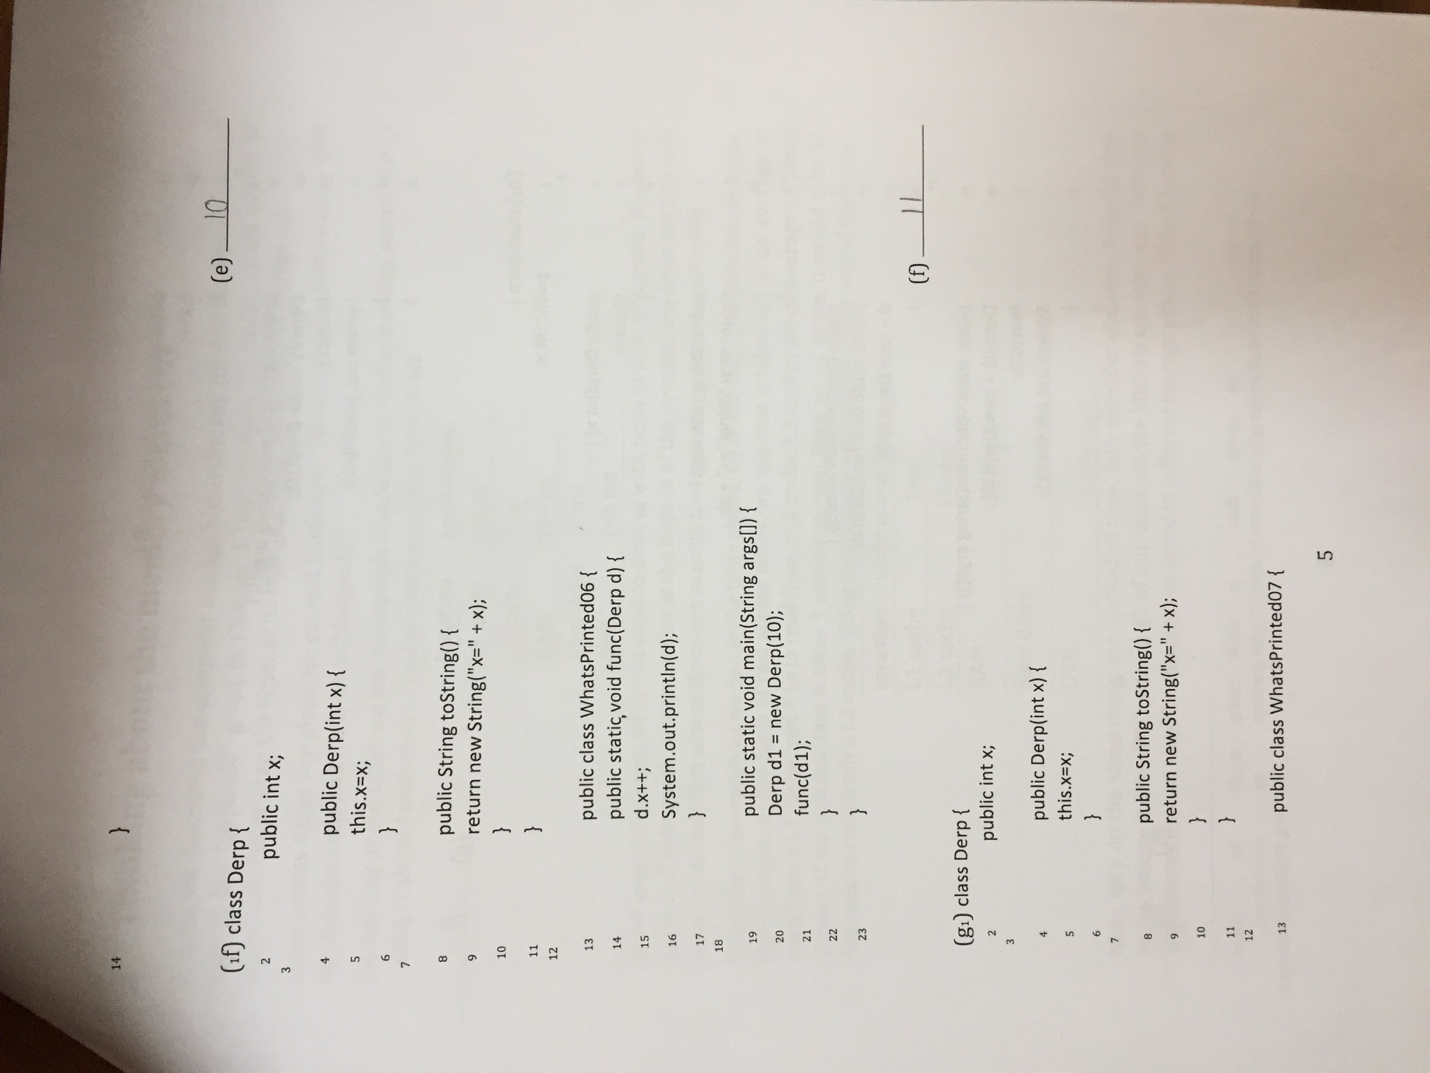 14 }
(e) 10
(1f) class Derp {
2 public int x;
3
4 public Derp(int x) {
5 this.x=x;
6 }
7
8 public String toString() {
9 return new String("x=" + x);
10 }
11 }
12
13 public class WhatsPrinted06 {
14 public static void func(Derp d) {
15 d.x++;
16 System.out.println(d);
17 }
18
19 public static void main(String args[]) {
20 Derp d1 = new Derp(10);
21 func(d1);
22 }
23 }
(f) 11
(g1) class Derp {
2 public int x;
3
4 public Derp(int x) {
5 this.x=x;
6 }
7
8 public String toString() {
9 return new String("x=" + x);
10 }
11 }
12
13 public class WhatsPrinted07 {
5